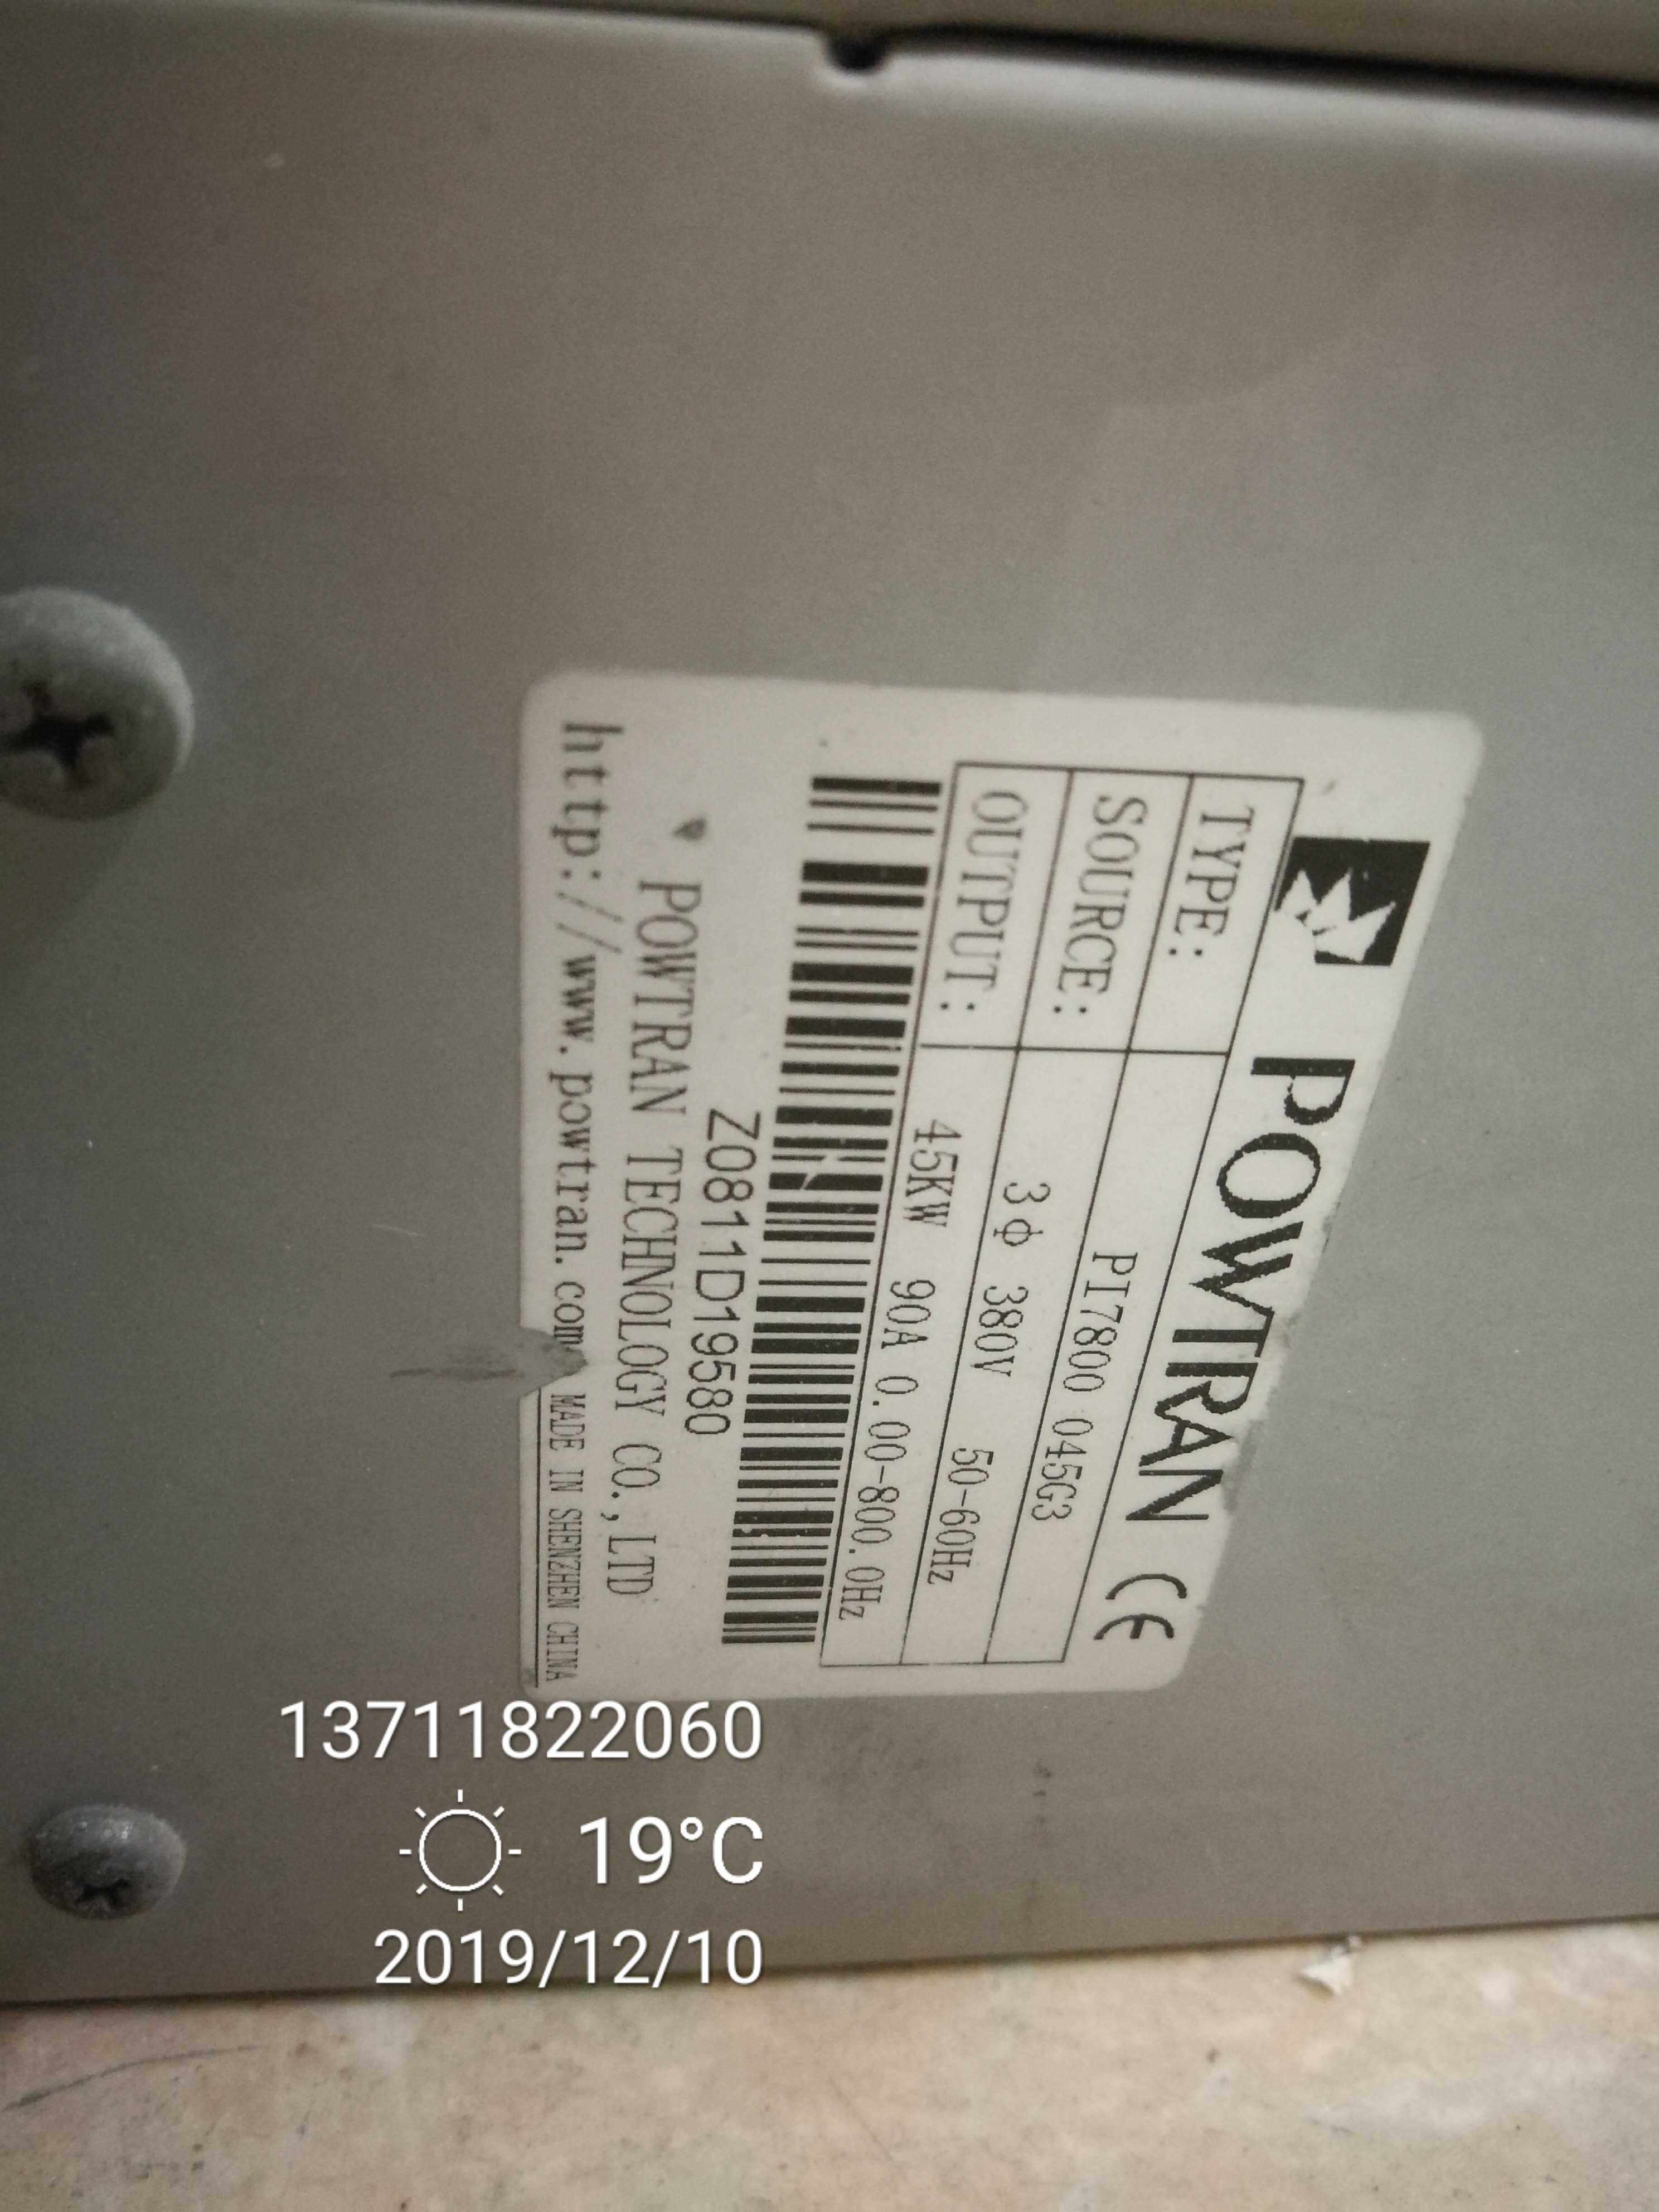 POWTRAN CE
TYPE: PI7800 045G3
SOURCE: 3Φ 380V 50-60Hz
OUTPUT: 45KW 90A 0.00-800.0Hz
Z0811D19580
POWTRAN TECHNOLOGY CO.,LTD
http://www.powtran.com MADE IN SHENZHEN CHINA
13711822060
19°C
2019/12/10